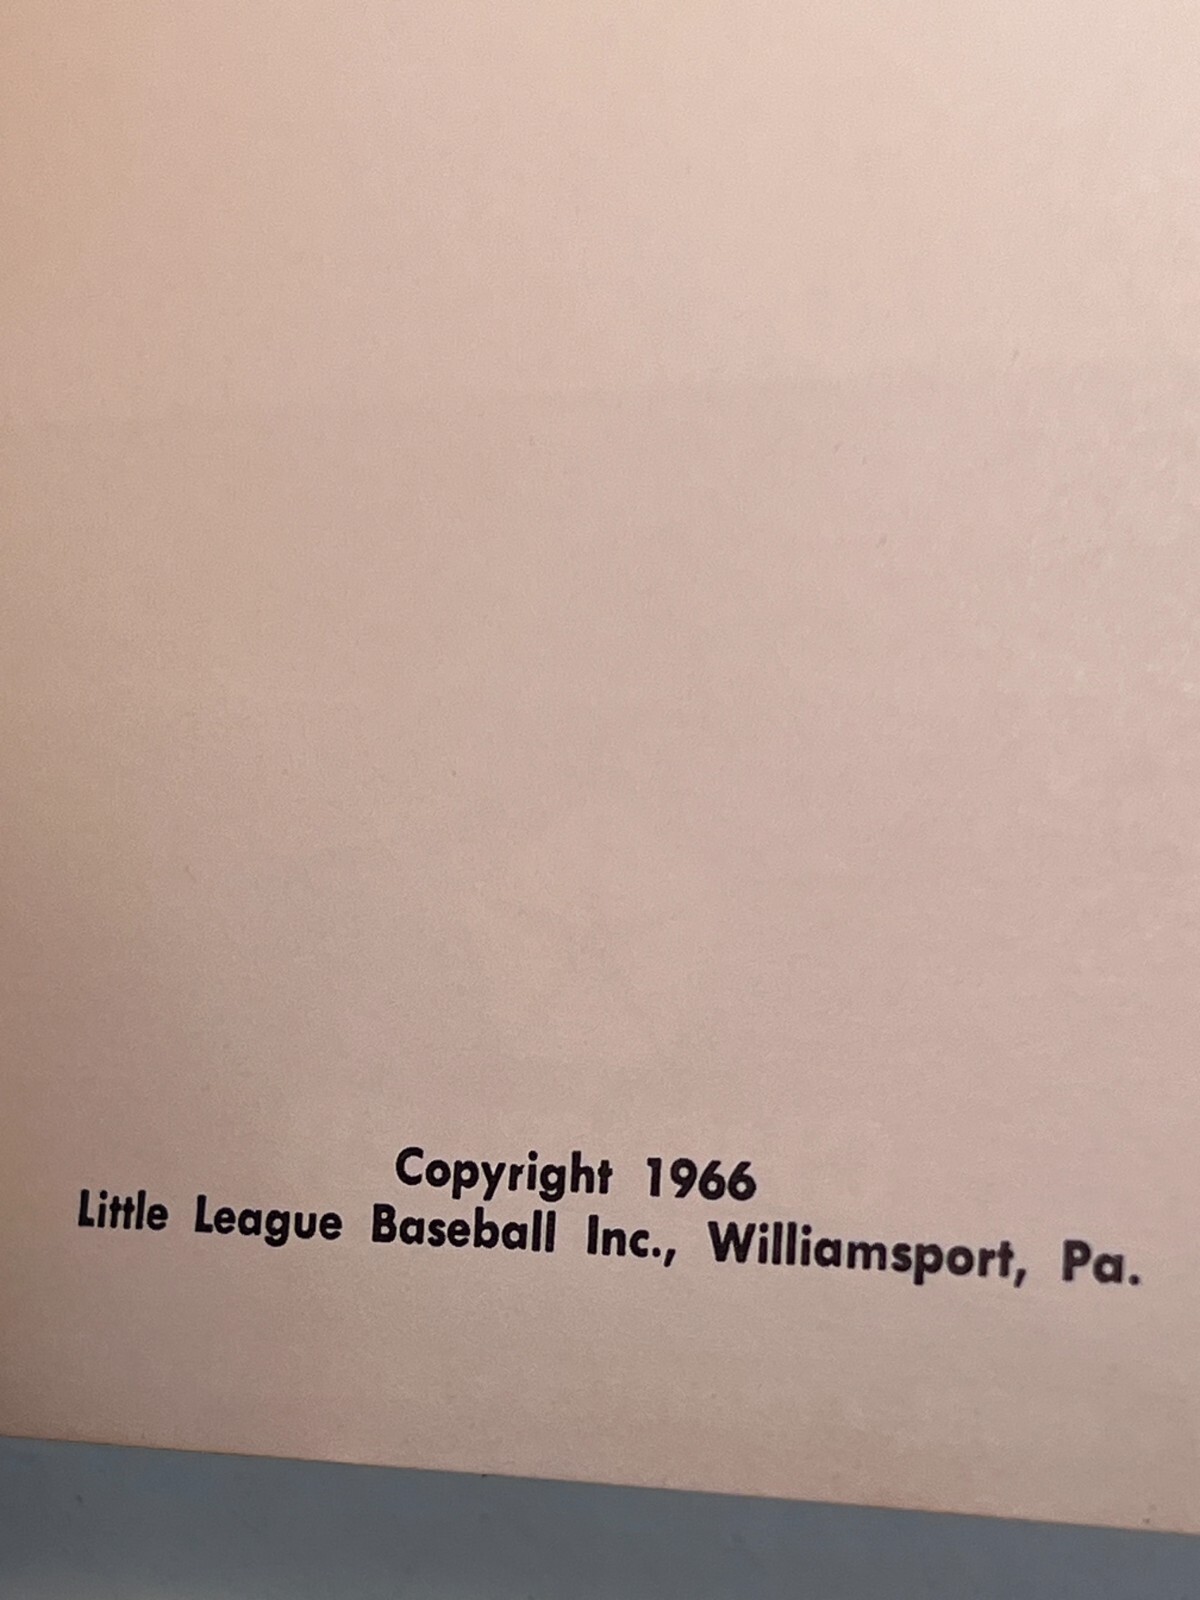 Copyright 1966
Little League Baseball Inc., Williamsport, Pa.